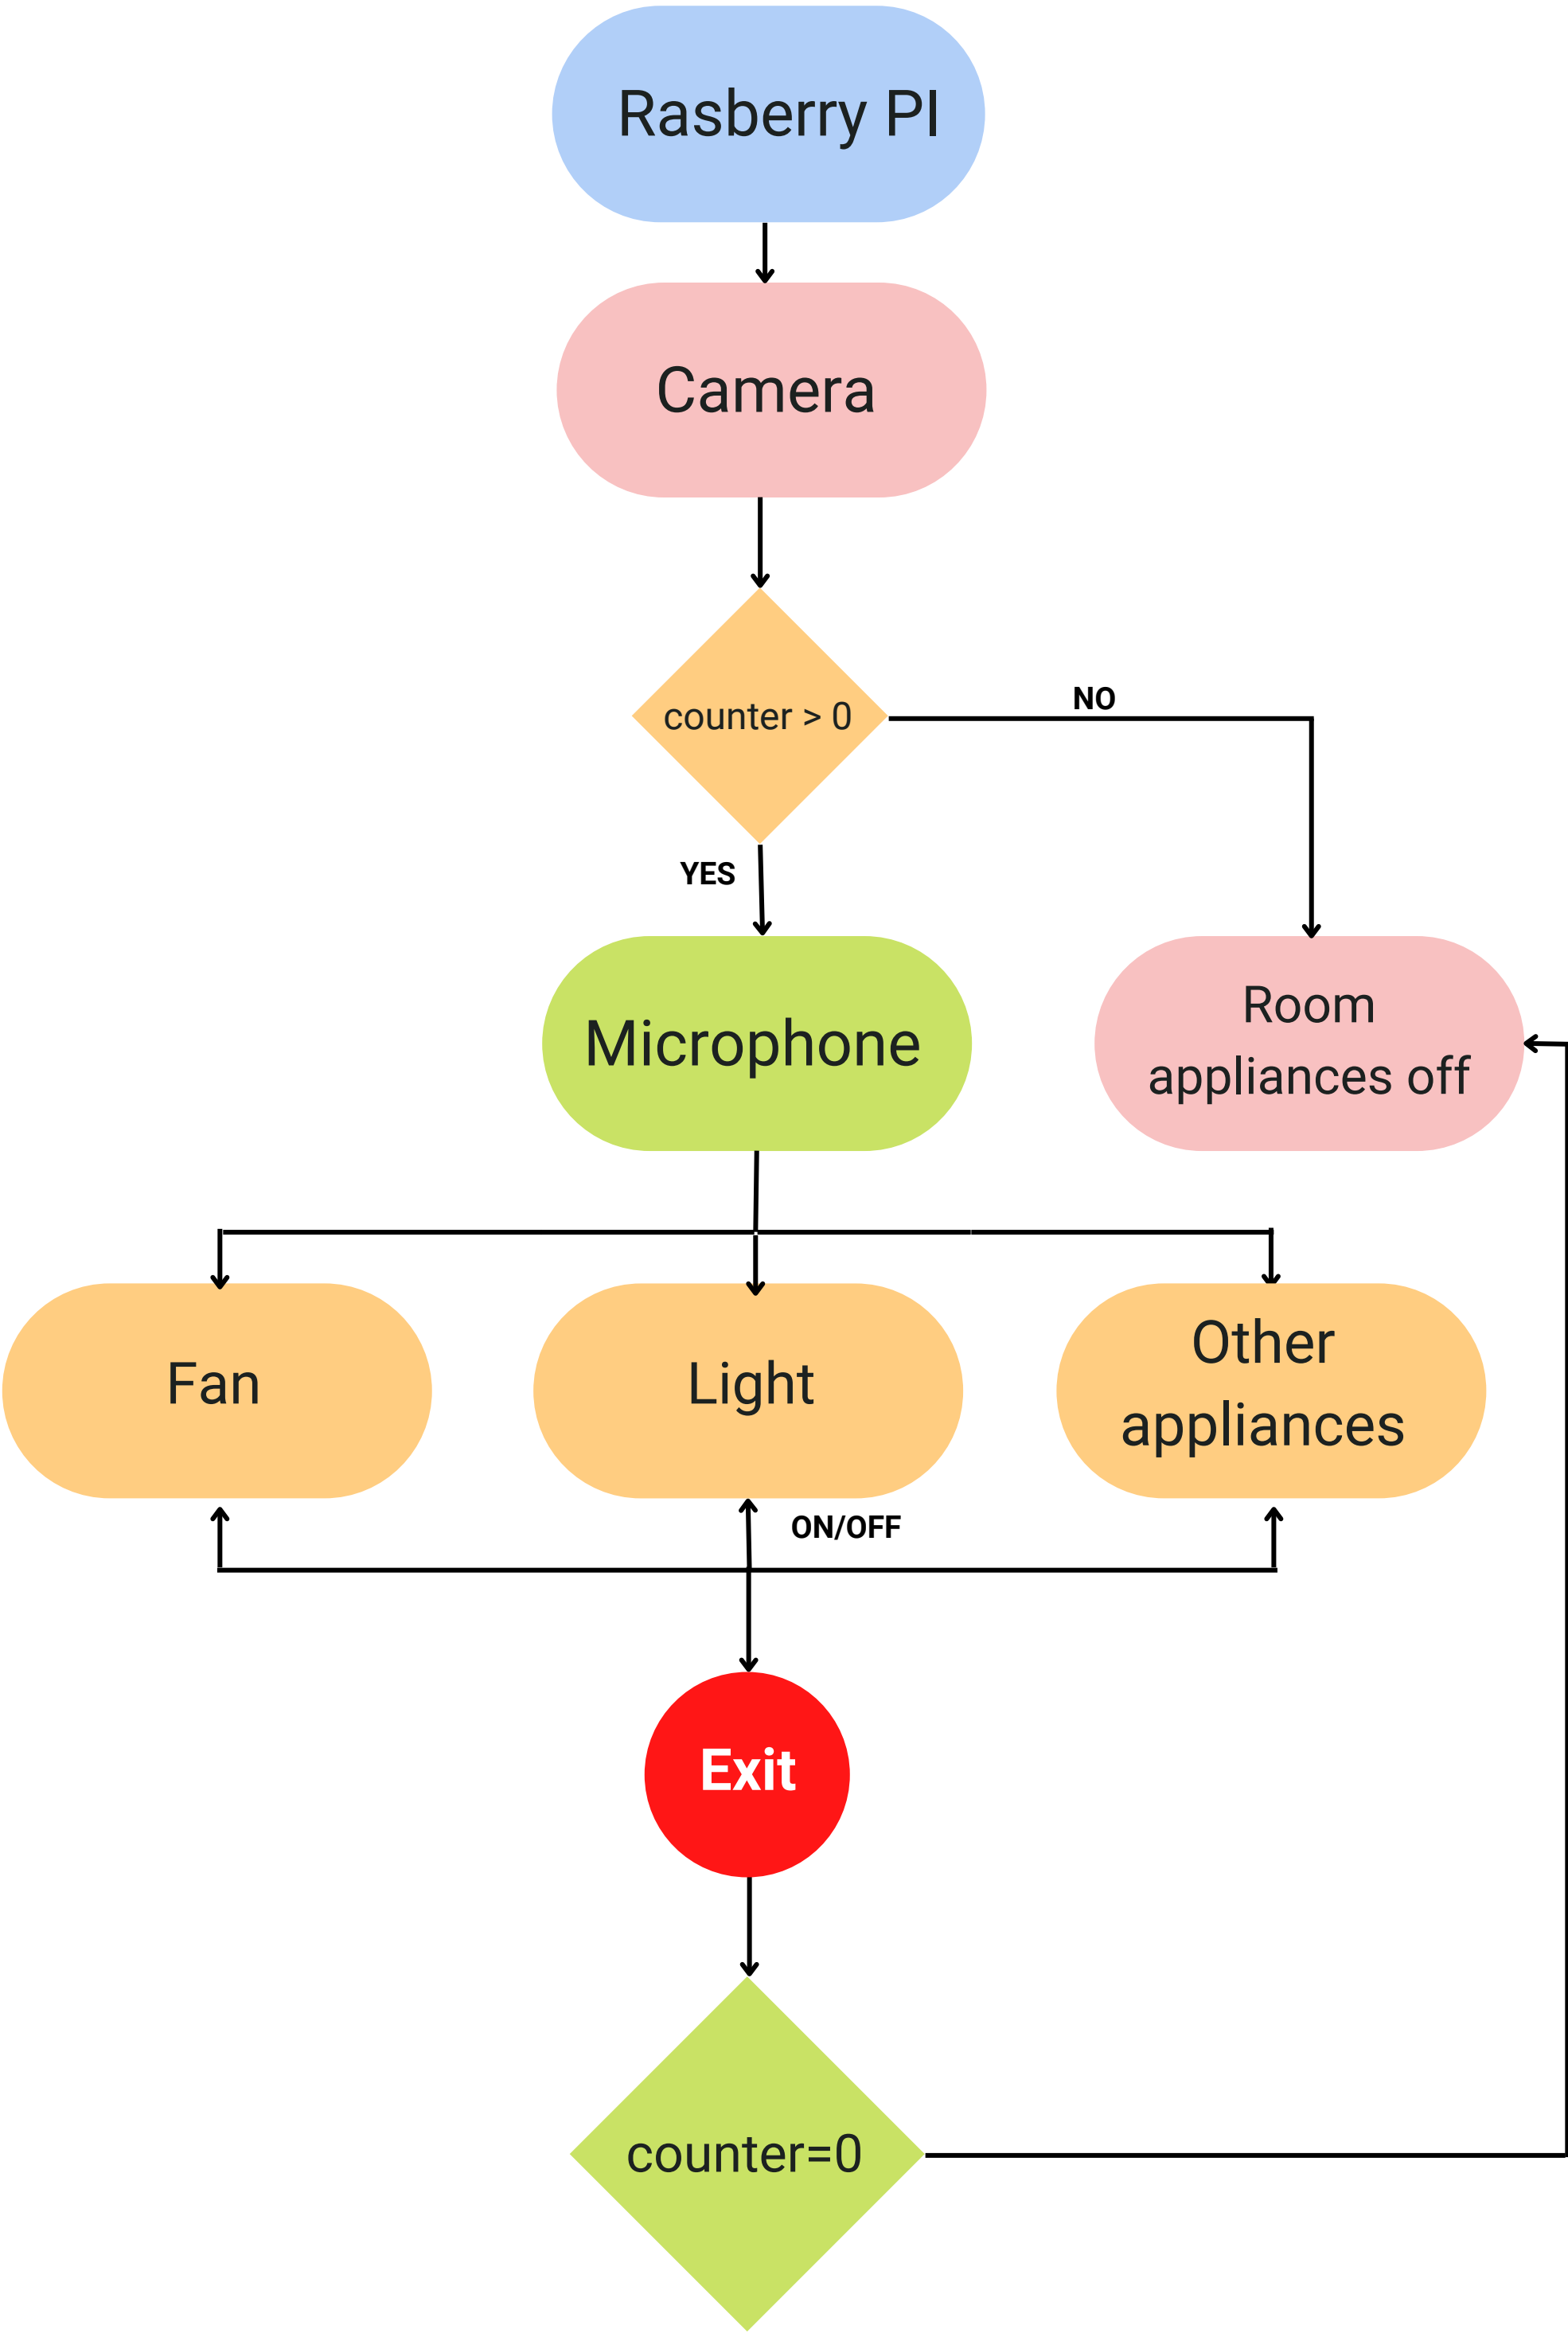 Rasberry PI
Camera
counter > 0
NO
YES
Microphone
Room
appliances off
Fan
Light
Other
appliances
ON/OFF
Exit
counter=0